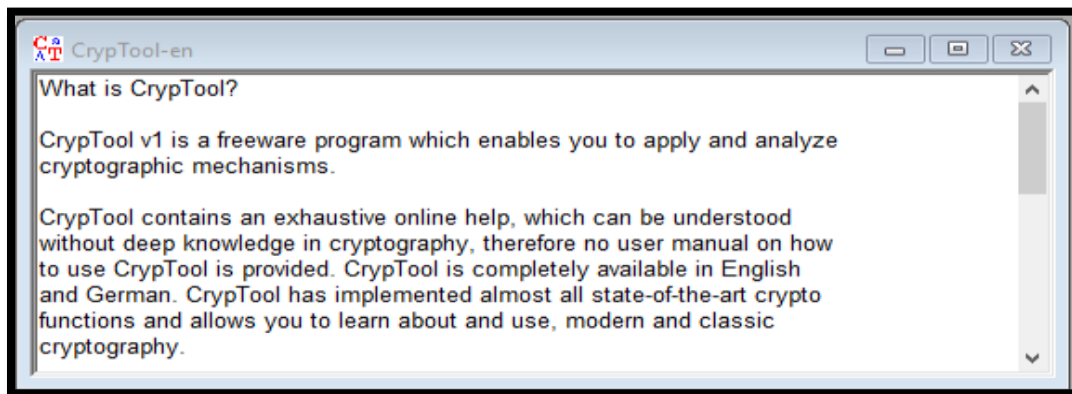 CrypTool-en
What is CrypTool?
CrypTool v1 is a freeware program which enables you to apply and analyze
cryptographic mechanisms.
CrypTool contains an exhaustive online help, which can be understood
without deep knowledge in cryptography, therefore no user manual on how
to use CrypTool is provided. CrypTool is completely available in English
and German. CrypTool has implemented almost all state-of-the-art crypto
functions and allows you to learn about and use, modern and classic
cryptography.